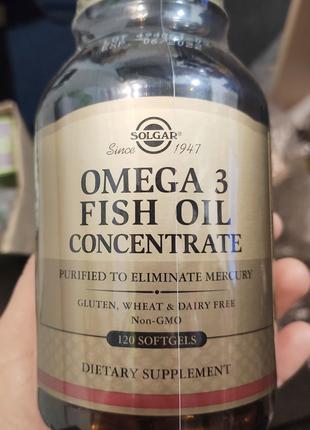 SOLGAR®
Since 1947
OMEGA 3
FISH OIL
CONCENTRATE
PURIFIED TO ELIMINATE MERCURY
GLUTEN, WHEAT & DAIRY FREE
Non-GMO
120 SOFTGELS
DIETARY SUPPLEMENT